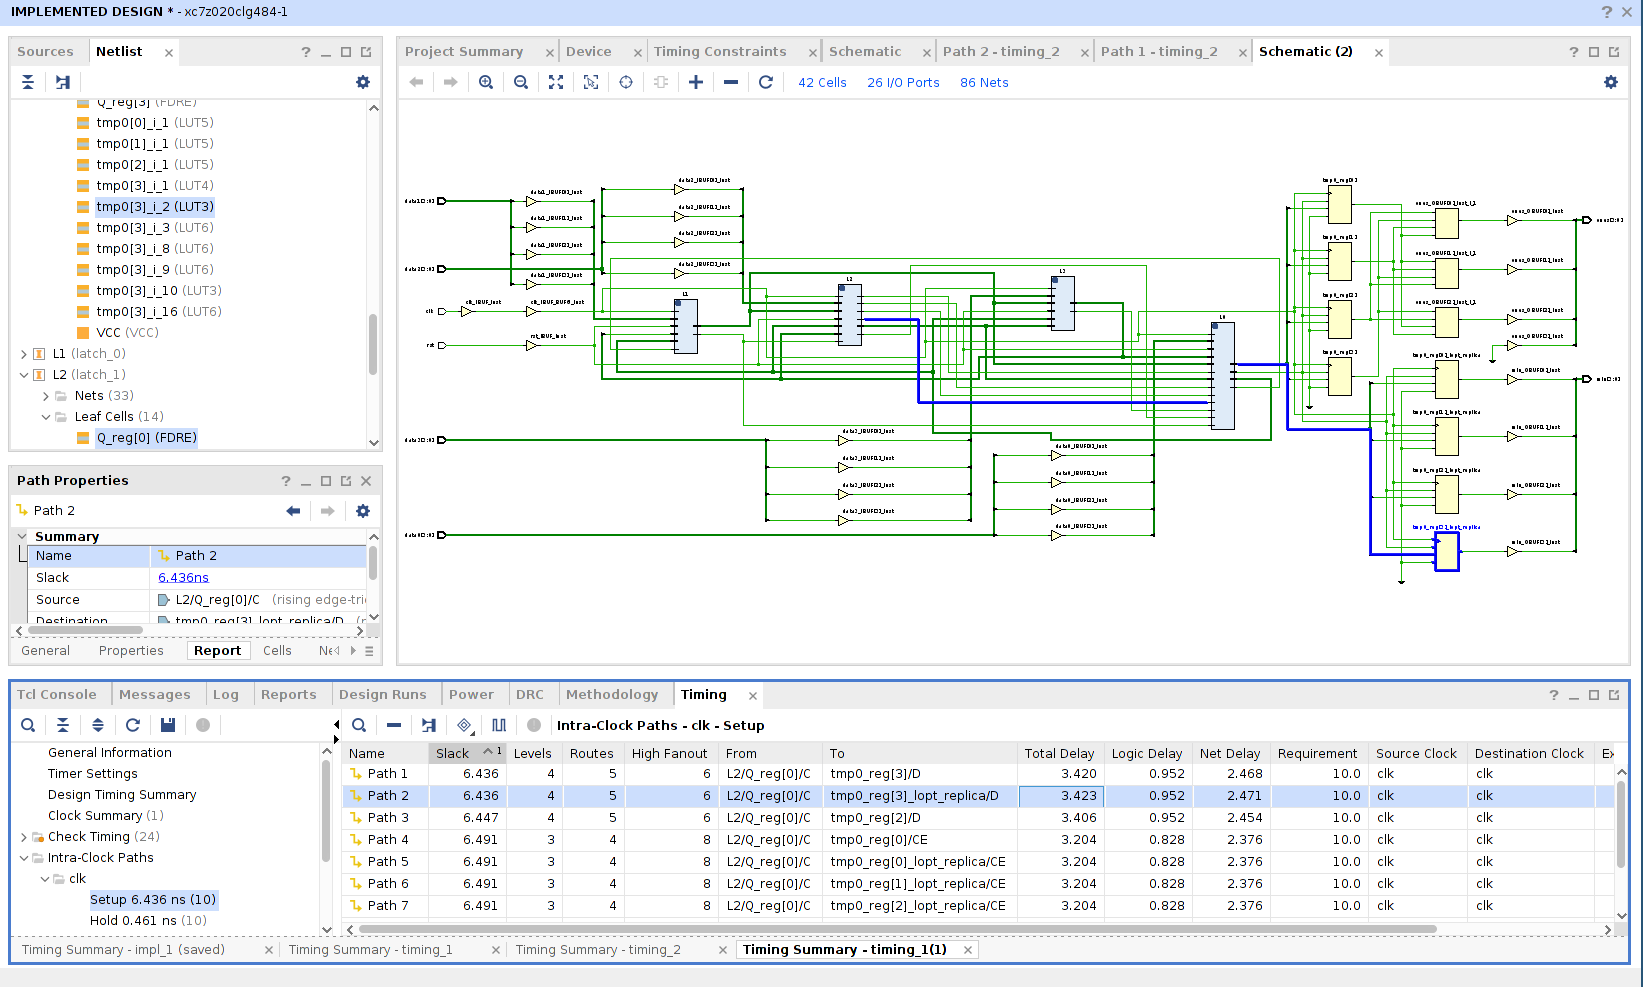 IMPLEMENTED DESIGN * - xc7z020clg484-1
Sources
Netlist
Q_reg[3] (FDRE)
tmp0[0]_i_1 (LUT5)
tmp0[1]_i_1 (LUT5)
tmp0[2]_i_1 (LUT5)
tmp0[3]_i_1 (LUT4)
tmp0[3]_i_2 (LUT3)
tmp0[3]_i_3 (LUT6)
tmp0[3]_i_8 (LUT6)
tmp0[3]_i_9 (LUT6)
tmp0[3]_i_10 (LUT3)
tmp0[3]_i_16 (LUT6)
VCC (VCC)
L1 (latch_0)
L2 (latch_1)
Nets (33)
Leaf Cells (14)
Q_reg[0] (FDRE)
Path Properties
Path 2
Summary
Name Path 2
Slack 6.436ns
Source L2/Q_reg[0]/C (rising edge-tri
Destination tmp0_reg[3]_lopt_replica/D
General Properties Report Cells
Project Summary Device Timing Constraints Schematic Path 2 - timing_2 Path 1 - timing_2 Schematic (2)
42 Cells 26 I/O Ports 86 Nets
clk
rst
L1
L2
L3
Tcl Console Messages Log Reports Design Runs Power DRC Methodology Timing
Intra-Clock Paths - clk - Setup
General Information
Timer Settings
Design Timing Summary
Clock Summary (1)
Check Timing (24)
Intra-Clock Paths
clk
Setup 6.436 ns (10)
Hold 0.461 ns (10)
Name Slack 1 Levels Routes High Fanout From To Total Delay Logic Delay Net Delay Requirement Source Clock Destination Clock Ex
Path 1 6.436 4 5 6 L2/Q_reg[0]/C tmp0_reg[3]/D 3.420 0.952 2.468 10.0 clk clk
Path 2 6.436 4 5 6 L2/Q_reg[0]/C tmp0_reg[3]_lopt_replica/D 3.423 0.952 2.471 10.0 clk clk
Path 3 6.447 4 5 6 L2/Q_reg[0]/C tmp0_reg[2]/D 3.406 0.952 2.454 10.0 clk clk
Path 4 6.491 3 4 8 L2/Q_reg[0]/C tmp0_reg[0]/CE 3.204 0.828 2.376 10.0 clk clk
Path 5 6.491 3 4 8 L2/Q_reg[0]/C tmp0_reg[0]_lopt_replica/CE 3.204 0.828 2.376 10.0 clk clk
Path 6 6.491 3 4 8 L2/Q_reg[0]/C tmp0_reg[1]_lopt_replica/CE 3.204 0.828 2.376 10.0 clk clk
Path 7 6.491 3 4 8 L2/Q_reg[0]/C tmp0_reg[2]_lopt_replica/CE 3.204 0.828 2.376 10.0 clk clk
Timing Summary - impl_1 (saved) Timing Summary - timing_1 Timing Summary - timing_2 Timing Summary - timing_1(1)